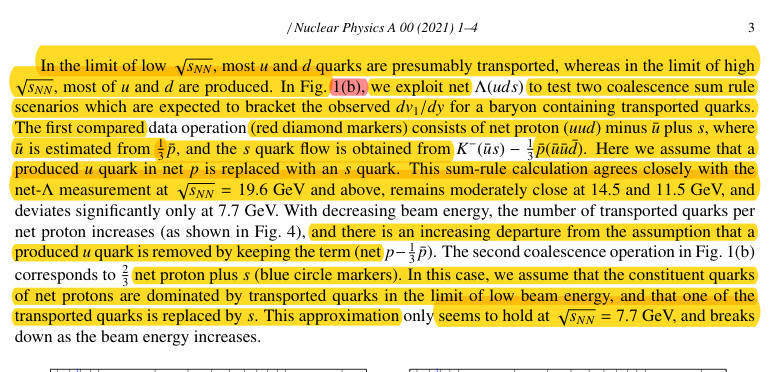 / Nuclear Physics A 00 (2021) 1–4
3
In the limit of low √sNN, most u and d quarks are presumably transported, whereas in the limit of high
√sNN, most of u and d are produced. In Fig. 1(b), we exploit net Λ(uds) to test two coalescence sum rule
scenarios which are expected to bracket the observed dv₁/dy for a baryon containing transported quarks.
The first compared data operation (red diamond markers) consists of net proton (uud) minus ū plus s, where
ū is estimated from ⅓p̄, and the s quark flow is obtained from K⁻(ūs) − ⅓p̄(ūūd̄). Here we assume that a
produced u quark in net p is replaced with an s quark. This sum-rule calculation agrees closely with the
net-Λ measurement at √sNN = 19.6 GeV and above, remains moderately close at 14.5 and 11.5 GeV, and
deviates significantly only at 7.7 GeV. With decreasing beam energy, the number of transported quarks per
net proton increases (as shown in Fig. 4), and there is an increasing departure from the assumption that a
produced u quark is removed by keeping the term (net p−⅓p̄). The second coalescence operation in Fig. 1(b)
corresponds to ⅔ net proton plus s (blue circle markers). In this case, we assume that the constituent quarks
of net protons are dominated by transported quarks in the limit of low beam energy, and that one of the
transported quarks is replaced by s. This approximation only seems to hold at √sNN = 7.7 GeV, and breaks
down as the beam energy increases.